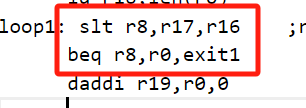 loop1: slt r8,r17,r16 ;r
beq r8,r0,exit1
daddi r19,r0,0